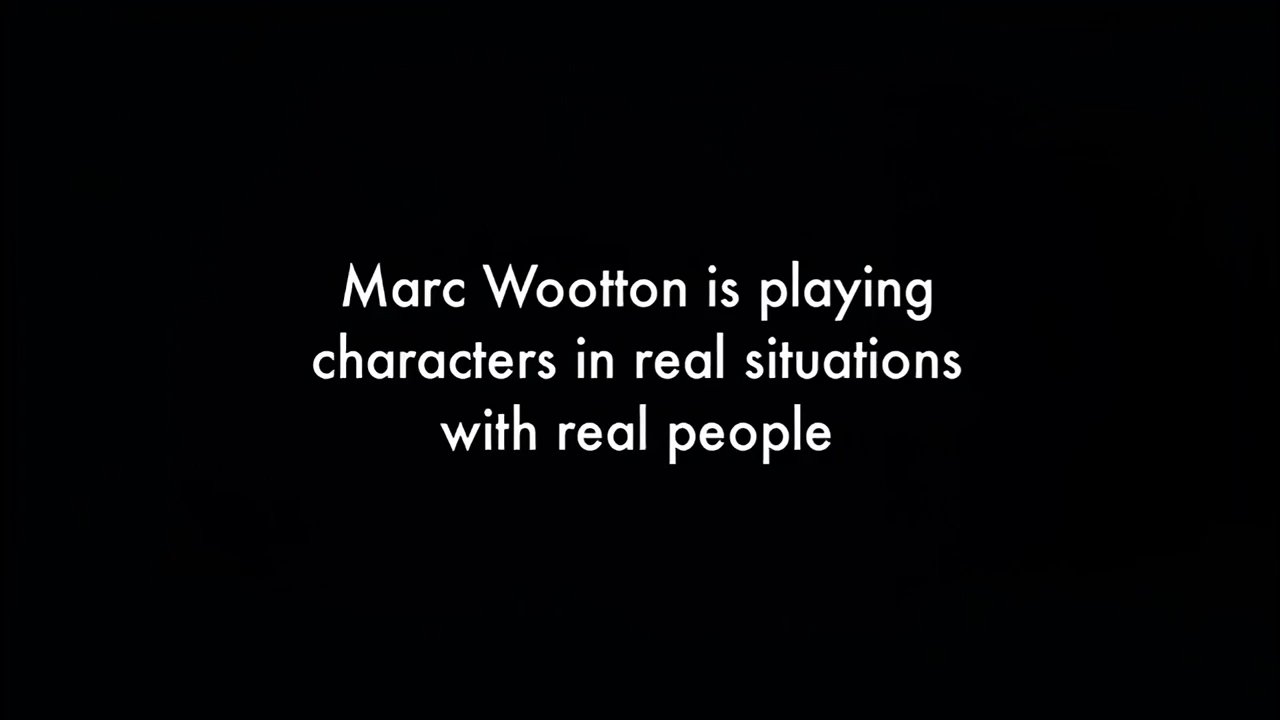 Marc Wootton is playing
characters in real situations
with real people